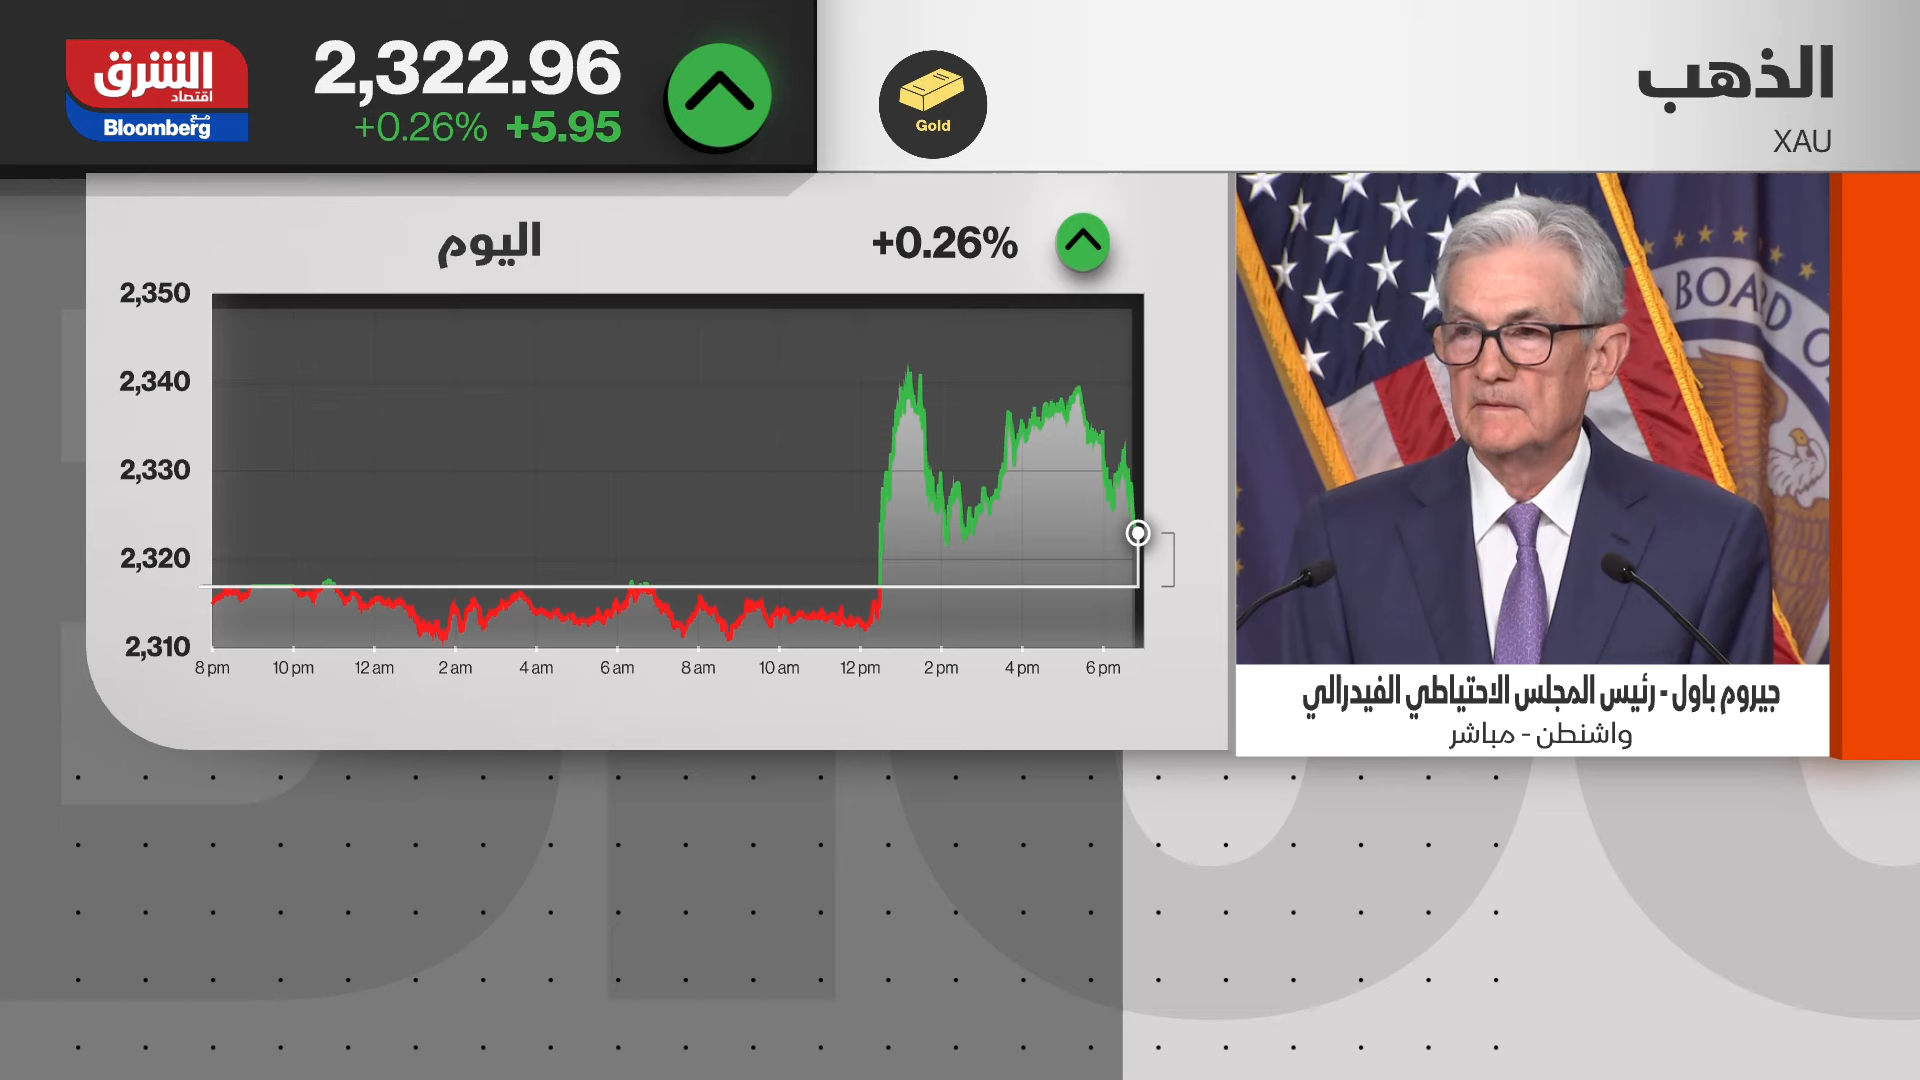 الشرق
اقتصاد
مع
Bloomberg
2,322.96
+0.26% +5.95
Gold
الذهب
XAU
اليوم
+0.26%
2,350
2,340
2,330
2,320
2,310
8 pm 10 pm 12 am 2 am 4 am 6 am 8 am 10 am 12 pm 2 pm 4 pm 6 pm
BOARD O
جيروم باول - رئيس المجلس الاحتياطي الفيدرالي
واشنطن - مباشر